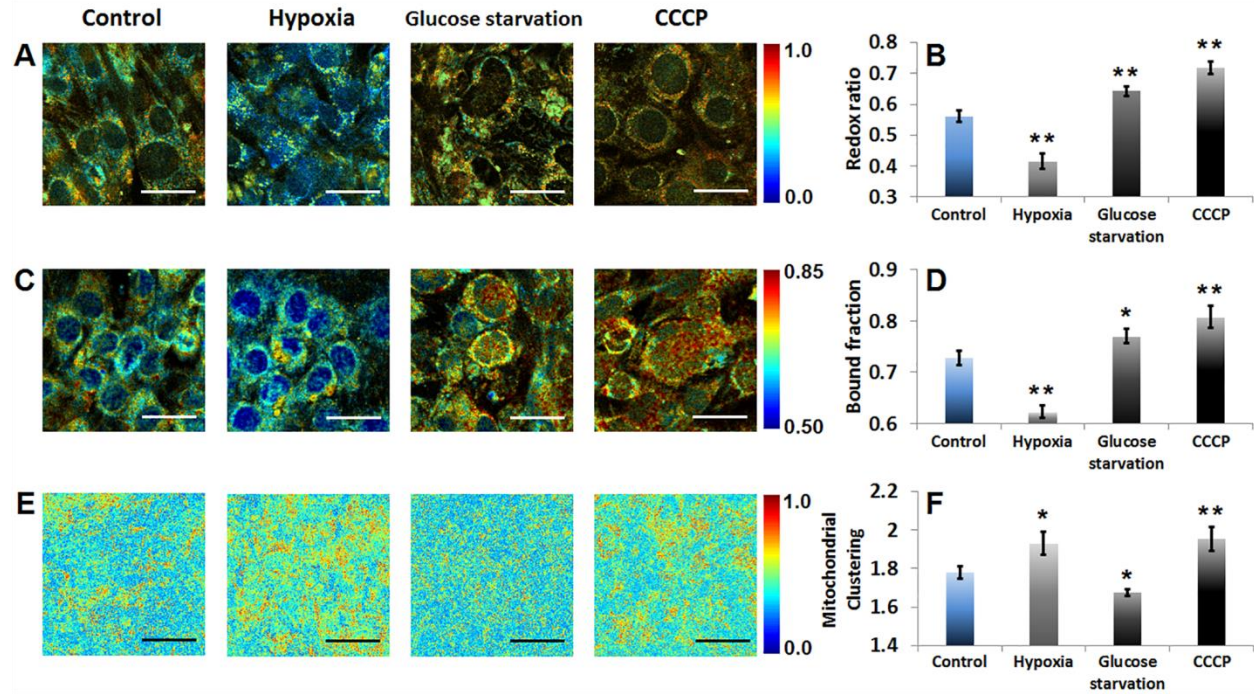 Control Hypoxia Glucose starvation CCCP
A
1.0
0.0
B
Redox ratio
0.8
0.7
0.6
0.5
0.4
0.3
**
**
**
Control Hypoxia Glucose CCCP
starvation
C
0.85
0.50
D
Bound fraction
0.9
0.8
0.7
0.6
**
*
**
Control Hypoxia Glucose CCCP
starvation
E
1.0
0.0
F
Mitochondrial
Clustering
2.2
2
1.8
1.6
1.4
*
*
**
Control Hypoxia Glucose CCCP
starvation